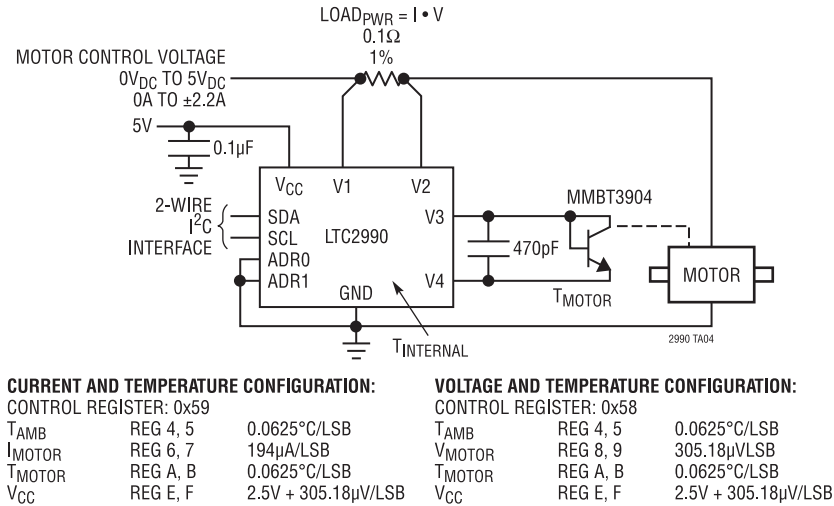 LOADPWR = I • V
0.1Ω
1%
MOTOR CONTROL VOLTAGE
0VDC TO 5VDC
0A TO ±2.2A
5V
0.1µF
VCC V1 V2
MMBT3904
2-WIRE
I²C
INTERFACE
SDA
SCL
ADR0
ADR1
LTC2990
V3
V4
GND
470pF
MOTOR
TMOTOR
TINTERNAL
2990 TA04
CURRENT AND TEMPERATURE CONFIGURATION:
CONTROL REGISTER: 0x59
TAMB REG 4, 5 0.0625°C/LSB
IMOTOR REG 6, 7 194µA/LSB
TMOTOR REG A, B 0.0625°C/LSB
VCC REG E, F 2.5V + 305.18µV/LSB
VOLTAGE AND TEMPERATURE CONFIGURATION:
CONTROL REGISTER: 0x58
TAMB REG 4, 5 0.0625°C/LSB
VMOTOR REG 8, 9 305.18µVLSB
TMOTOR REG A, B 0.0625°C/LSB
VCC REG E, F 2.5V + 305.18µV/LSB